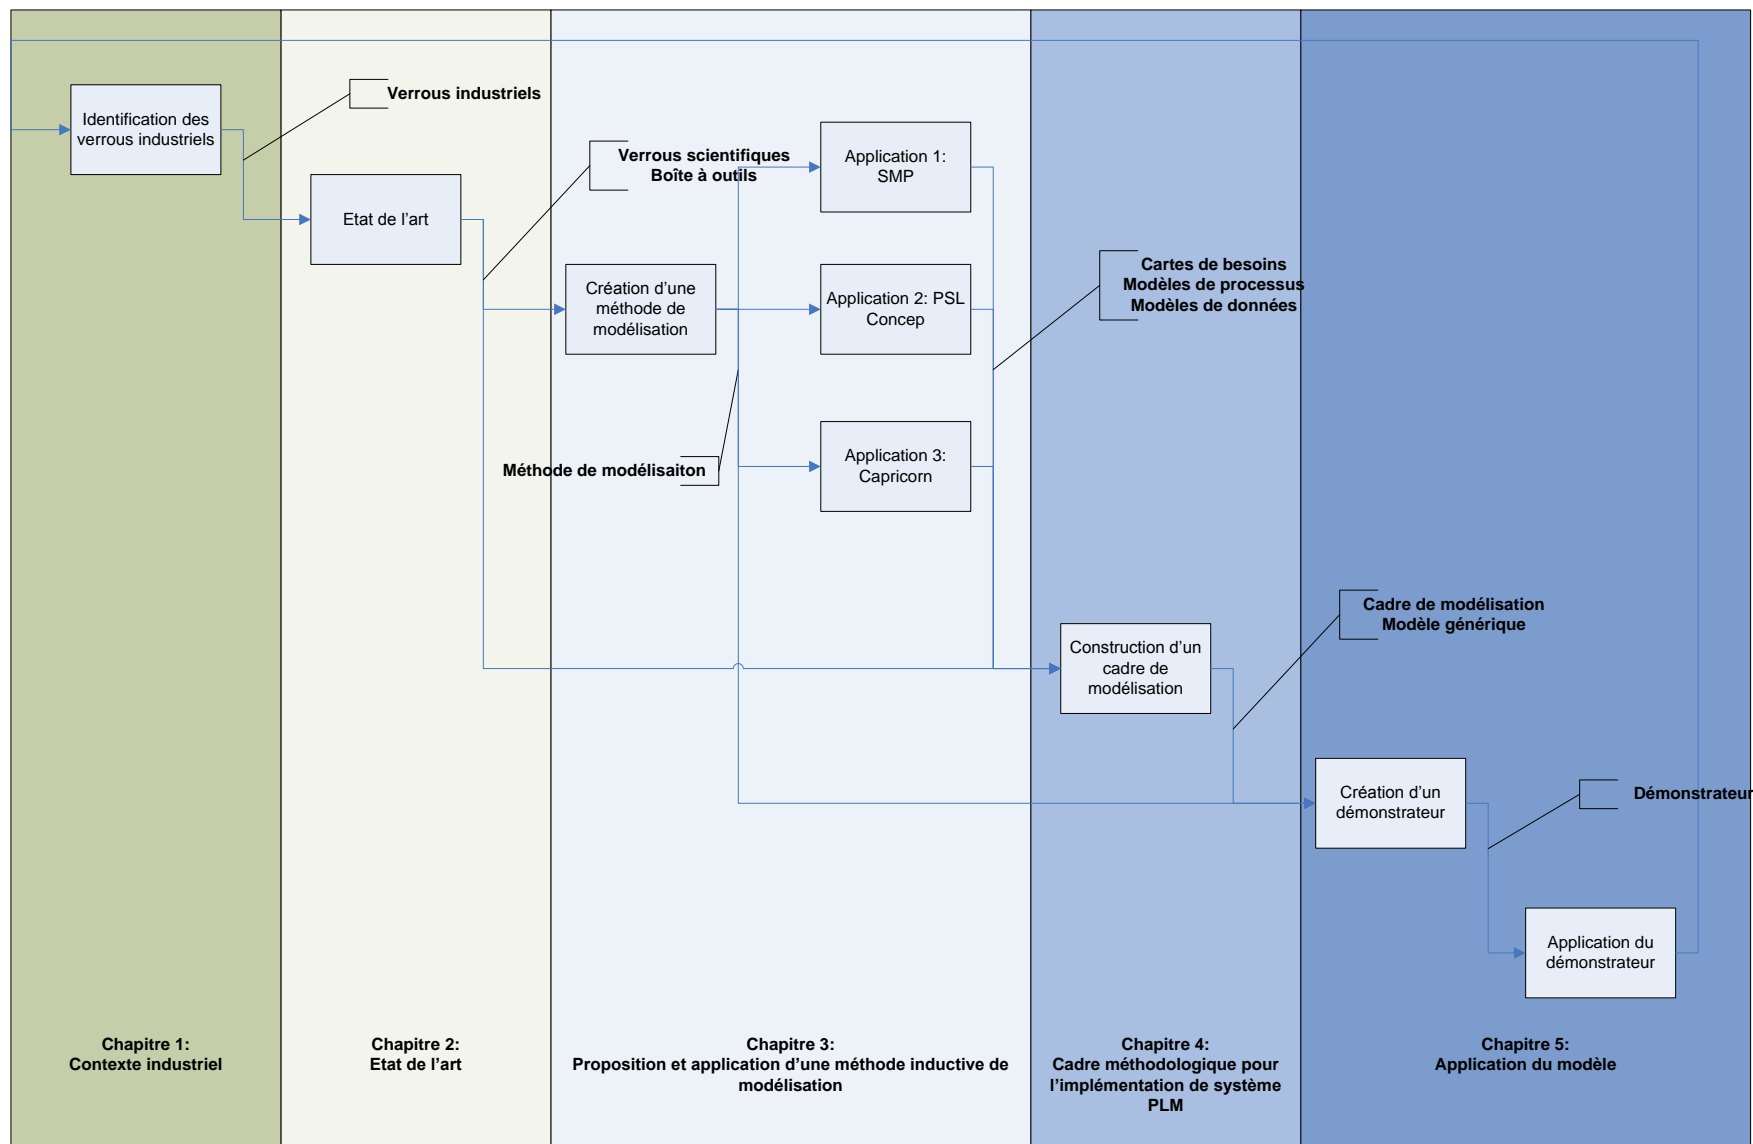 Identification des
verrous industriels
Verrous industriels
Etat de l’art
Verrous scientifiques
Boîte à outils
Création d’une
méthode de
modélisation
Méthode de modélisaiton
Application 1:
SMP
Application 2: PSL
Concep
Application 3:
Capricorn
Cartes de besoins
Modèles de processus
Modèles de données
Construction d’un
cadre de
modélisation
Cadre de modélisation
Modèle générique
Création d’un
démonstrateur
Démonstrateur
Application du
démonstrateur
Chapitre 1:
Contexte industriel
Chapitre 2:
Etat de l’art
Chapitre 3:
Proposition et application d’une méthode inductive de
modélisation
Chapitre 4:
Cadre méthodologique pour
l’implémentation de système
PLM
Chapitre 5:
Application du modèle